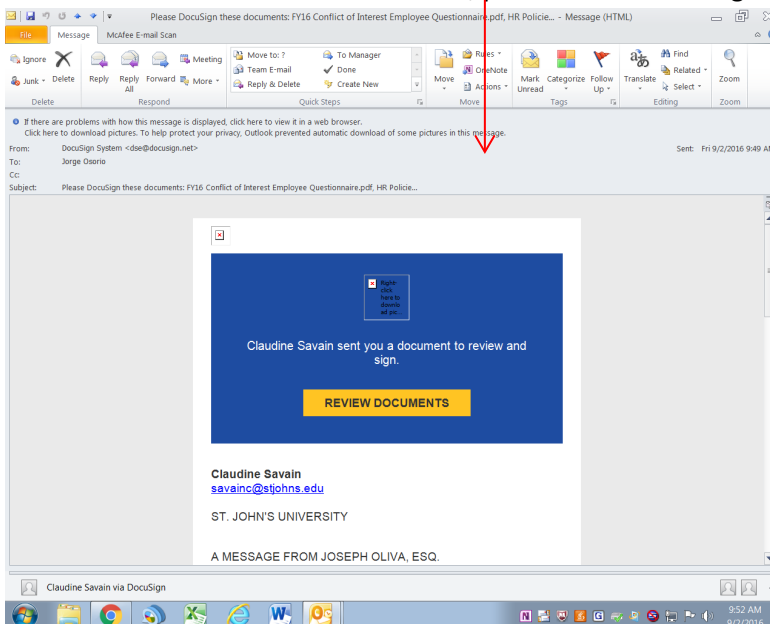 Please DocuSign these documents: FY16 Conflict of Interest Employee Questionnaire.pdf, HR Policie... - Message (HTML)
File Message McAfee E-mail Scan
Ignore
Junk
Delete
Reply
Reply All
Forward
Meeting
More
Move to: ?
Team E-mail
Reply & Delete
To Manager
Done
Create New
Move
Rules
OneNote
Actions
Mark Unread
Categorize
Follow Up
Translate
Find
Related
Select
Zoom
Delete Respond Quick Steps Move Tags Editing Zoom
If there are problems with how this message is displayed, click here to view it in a web browser.
Click here to download pictures. To help protect your privacy, Outlook prevented automatic download of some pictures in this message.
From: DocuSign System <dse@docusign.net> Sent: Fri 9/2/2016 9:49 AM
To: Jorge Osorio
Cc:
Subject: Please DocuSign these documents: FY16 Conflict of Interest Employee Questionnaire.pdf, HR Policie...
Right-
click
here to
downlo
ad pic...
Claudine Savain sent you a document to review and
sign.
REVIEW DOCUMENTS
Claudine Savain
savainc@stjohns.edu
ST. JOHN'S UNIVERSITY
A MESSAGE FROM JOSEPH OLIVA, ESQ.
Claudine Savain via DocuSign
9:52 AM
9/2/2016